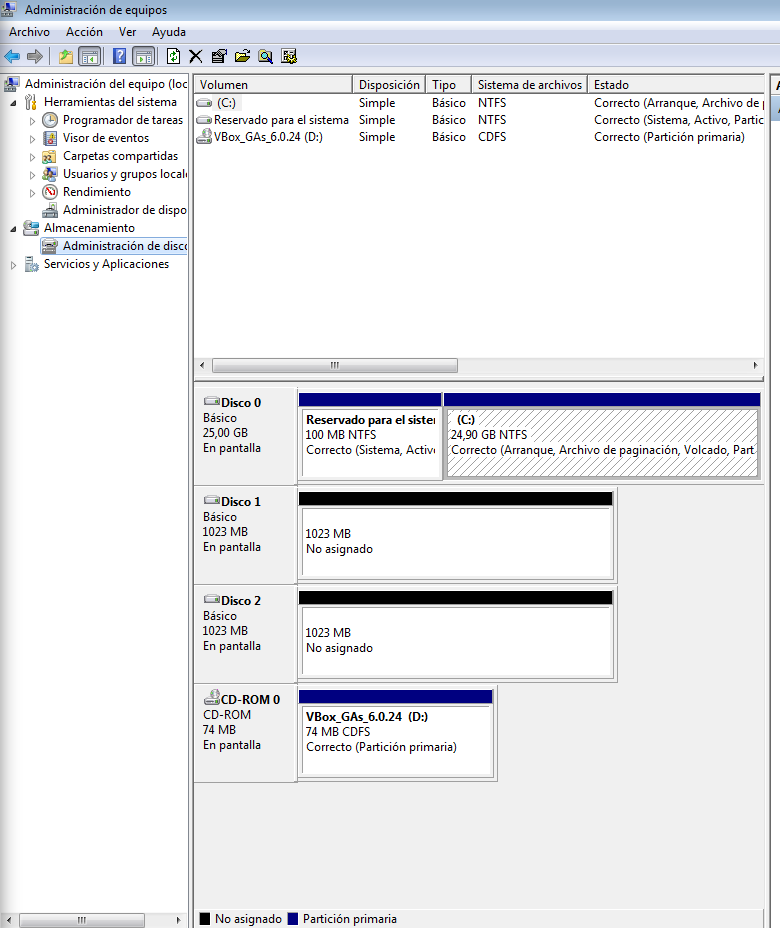 Administración de equipos
Archivo Acción Ver Ayuda
Administración del equipo (loc
Herramientas del sistema
Programador de tareas
Visor de eventos
Carpetas compartidas
Usuarios y grupos local
Rendimiento
Administrador de dispo
Almacenamiento
Administración de disco
Servicios y Aplicaciones
Volumen Disposición Tipo Sistema de archivos Estado
(C:) Simple Básico NTFS Correcto (Arranque, Archivo de p
Reservado para el sistema Simple Básico NTFS Correcto (Sistema, Activo, Partic
VBox_GAs_6.0.24 (D:) Simple Básico CDFS Correcto (Partición primaria)
Disco 0
Básico
25,00 GB
En pantalla
Reservado para el sister
100 MB NTFS
Correcto (Sistema, Activ
(C:)
24,90 GB NTFS
Correcto (Arranque, Archivo de paginación, Volcado, Part
Disco 1
Básico
1023 MB
En pantalla
1023 MB
No asignado
Disco 2
Básico
1023 MB
En pantalla
1023 MB
No asignado
CD-ROM 0
CD-ROM
74 MB
En pantalla
VBox_GAs_6.0.24 (D:)
74 MB CDFS
Correcto (Partición primaria)
No asignado Partición primaria